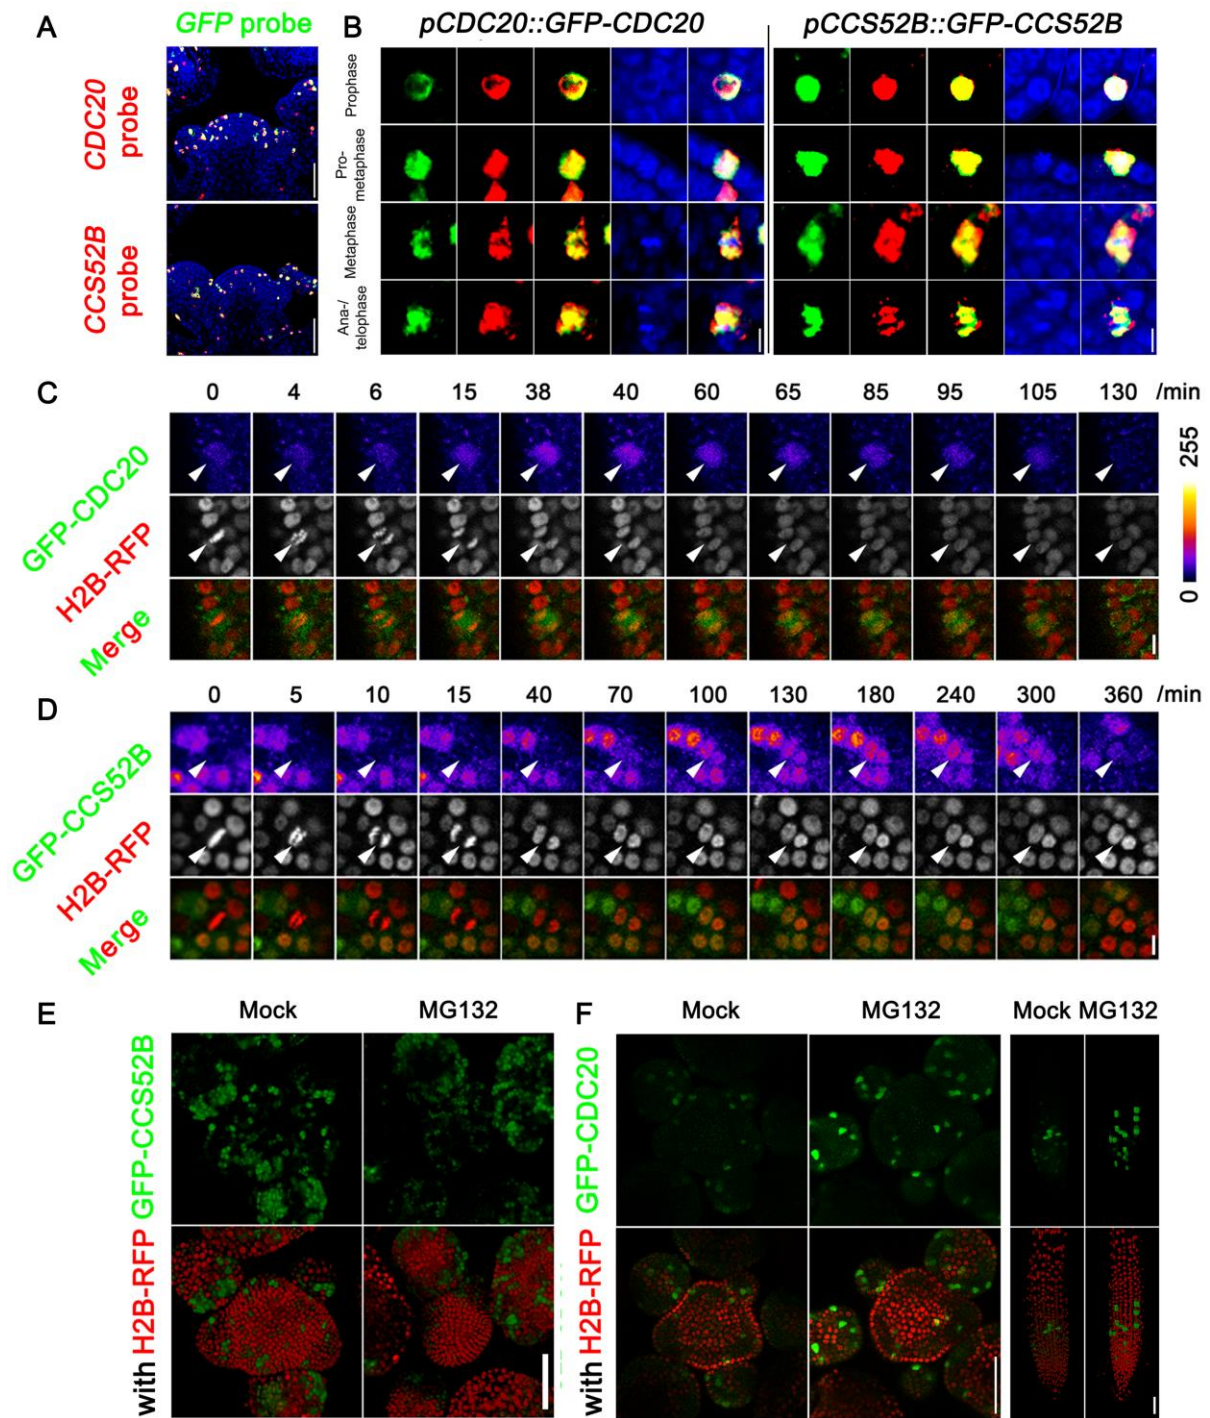 A
GFP probe
B
pCDC20::GFP-CDC20
pCCS52B::GFP-CCS52B
CDC20
probe
CCS52B
probe
Prophase
Pro-
metaphase
Metaphase
Ana-/
telophase
C
0 4 6 15 38 40 60 65 85 95 105 130 /min
GFP-CDC20
H2B-RFP
Merge
255
0
D
0 5 10 15 40 70 100 130 180 240 300 360 /min
GFP-CCS52B
H2B-RFP
Merge
E
Mock MG132
GFP-CCS52B
with H2B-RFP
F
Mock MG132 Mock MG132
GFP-CDC20
with H2B-RFP